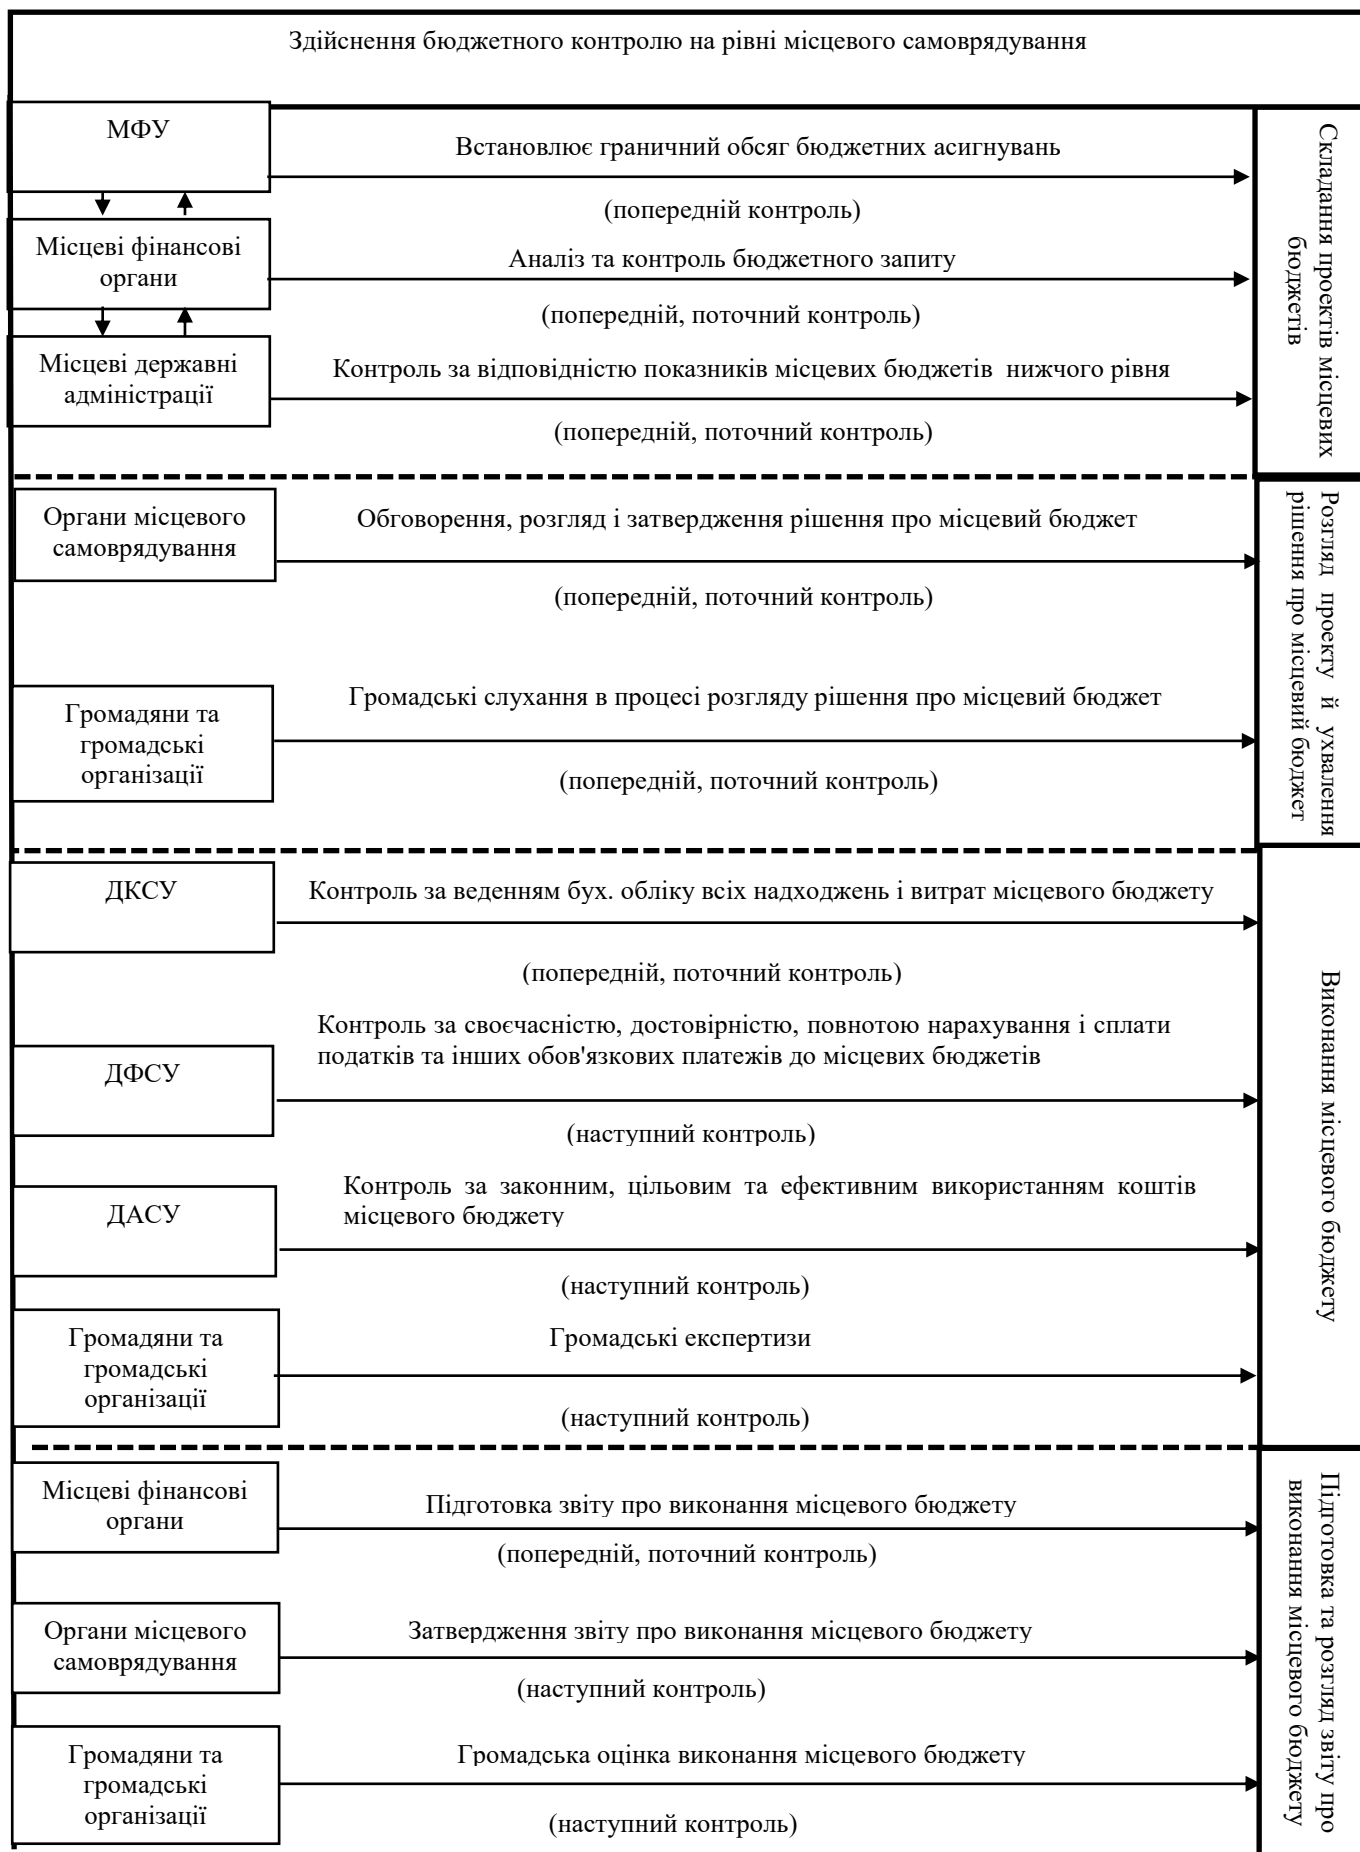 Здійснення бюджетного контролю на рівні місцевого самоврядування
МФУ
Встановлює граничний обсяг бюджетних асигнувань
(попередній контроль)
Місцеві фінансові
органи
Аналіз та контроль бюджетного запиту
(попередній, поточний контроль)
Місцеві державні
адміністрації
Контроль за відповідністю показників місцевих бюджетів нижчого рівня
(попередній, поточний контроль)
Складання проектів місцевих
бюджетів
Органи місцевого
самоврядування
Обговорення, розгляд і затвердження рішення про місцевий бюджет
(попередній, поточний контроль)
Громадяни та
громадські
організації
Громадські слухання в процесі розгляду рішення про місцевий бюджет
(попередній, поточний контроль)
Розгляд проекту й ухвалення
рішення про місцевий бюджет
ДКСУ
Контроль за веденням бух. обліку всіх надходжень і витрат місцевого бюджету
(попередній, поточний контроль)
ДФСУ
Контроль за своєчасністю, достовірністю, повнотою нарахування і сплати
податків та інших обов'язкових платежів до місцевих бюджетів
(наступний контроль)
ДАСУ
Контроль за законним, цільовим та ефективним використанням коштів
місцевого бюджету
(наступний контроль)
Громадяни та
громадські
організації
Громадські експертизи
(наступний контроль)
Виконання місцевого бюджету
Місцеві фінансові
органи
Підготовка звіту про виконання місцевого бюджету
(попередній, поточний контроль)
Органи місцевого
самоврядування
Затвердження звіту про виконання місцевого бюджету
(наступний контроль)
Громадяни та
громадські
організації
Громадська оцінка виконання місцевого бюджету
(наступний контроль)
Підготовка та розгляд звіту про
виконання місцевого бюджету